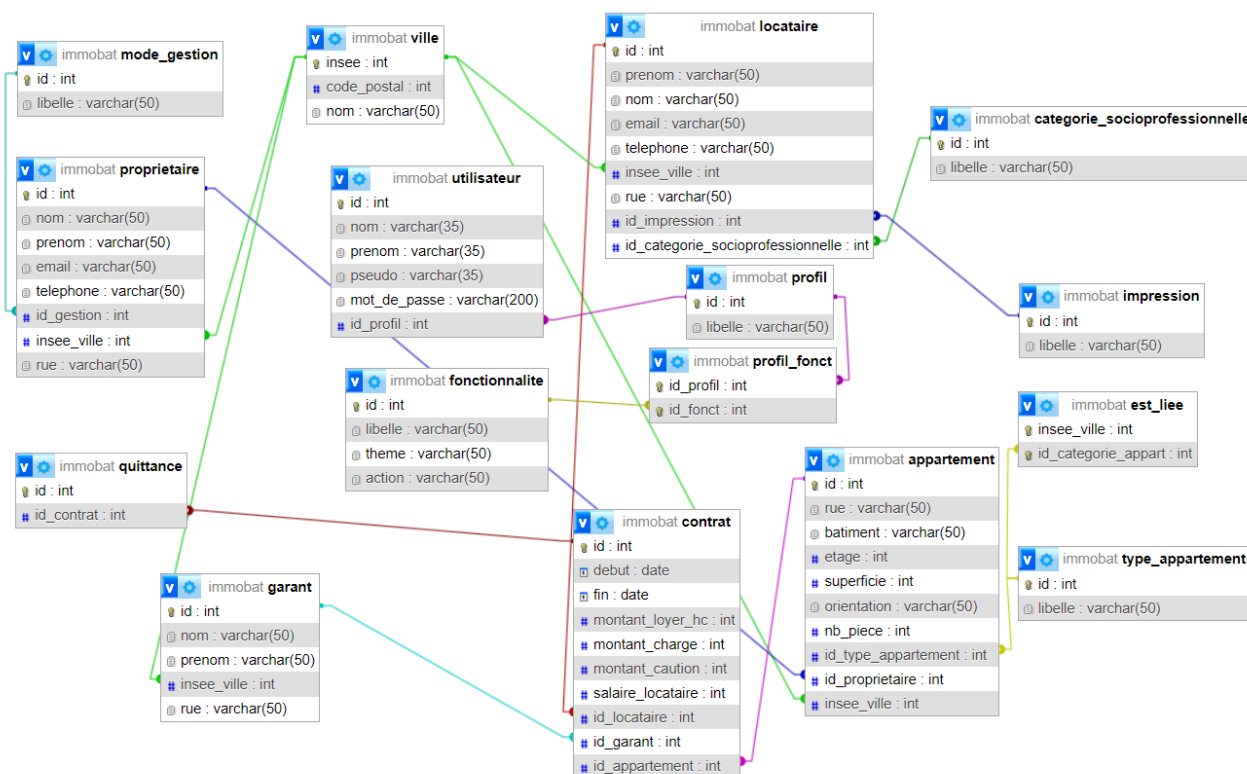 immobat mode_gestion
id : int
libelle : varchar(50)
immobat ville
insee : int
code_postal : int
nom : varchar(50)
immobat locataire
id : int
prenom : varchar(50)
nom : varchar(50)
email : varchar(50)
telephone : varchar(50)
insee_ville : int
rue : varchar(50)
id_impression : int
id_categorie_socioprofessionnelle : int
immobat categorie_socioprofessionnelle
id : int
libelle : varchar(50)
immobat proprietaire
id : int
nom : varchar(50)
prenom : varchar(50)
email : varchar(50)
telephone : varchar(50)
id_gestion : int
insee_ville : int
rue : varchar(50)
immobat utilisateur
id : int
nom : varchar(35)
prenom : varchar(35)
pseudo : varchar(35)
mot_de_passe : varchar(200)
id_profil : int
immobat profil
id : int
libelle : varchar(50)
immobat impression
id : int
libelle : varchar(50)
immobat profil_fonct
id_profil : int
id_fonct : int
immobat fonctionnalite
id : int
libelle : varchar(50)
theme : varchar(50)
action : varchar(50)
immobat est_liee
insee_ville : int
id_categorie_appart : int
immobat quittance
id : int
id_contrat : int
immobat appartement
id : int
rue : varchar(50)
batiment : varchar(50)
etage : int
superficie : int
orientation : varchar(50)
nb_piece : int
id_type_appartement : int
id_proprietaire : int
insee_ville : int
immobat contrat
id : int
debut : date
fin : date
montant_loyer_hc : int
montant_charge : int
montant_caution : int
salaire_locataire : int
id_locataire : int
id_garant : int
id_appartement : int
immobat type_appartement
id : int
libelle : varchar(50)
immobat garant
id : int
nom : varchar(50)
prenom : varchar(50)
insee_ville : int
rue : varchar(50)